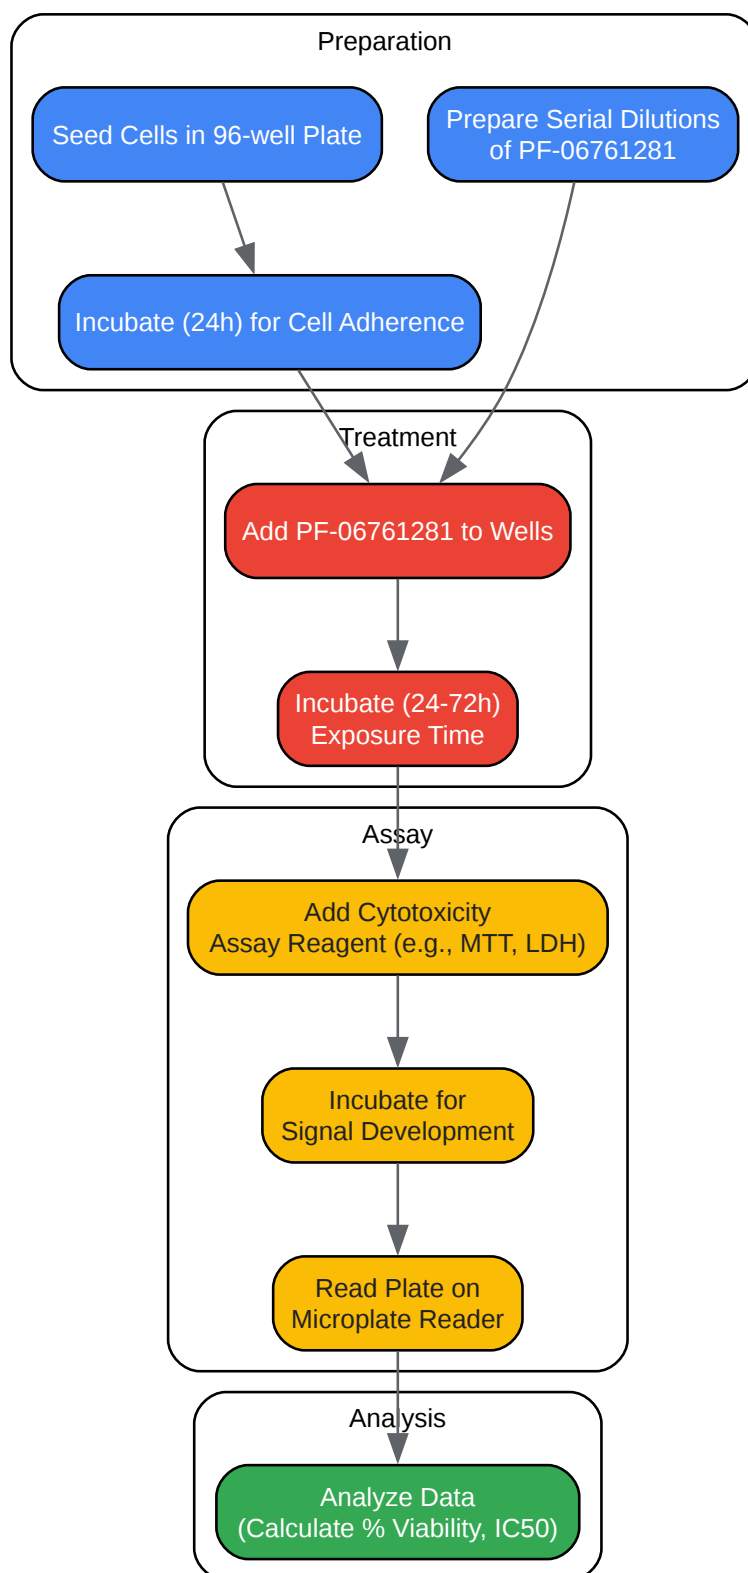 Preparation
Seed Cells in 96-well Plate
Prepare Serial Dilutions
of PF-06761281
Incubate (24h) for Cell Adherence
Treatment
Add PF-06761281 to Wells
Incubate (24-72h)
Exposure Time
Assay
Add Cytotoxicity
Assay Reagent (e.g., MTT, LDH)
Incubate for
Signal Development
Read Plate on
Microplate Reader
Analysis
Analyze Data
(Calculate % Viability, IC50)